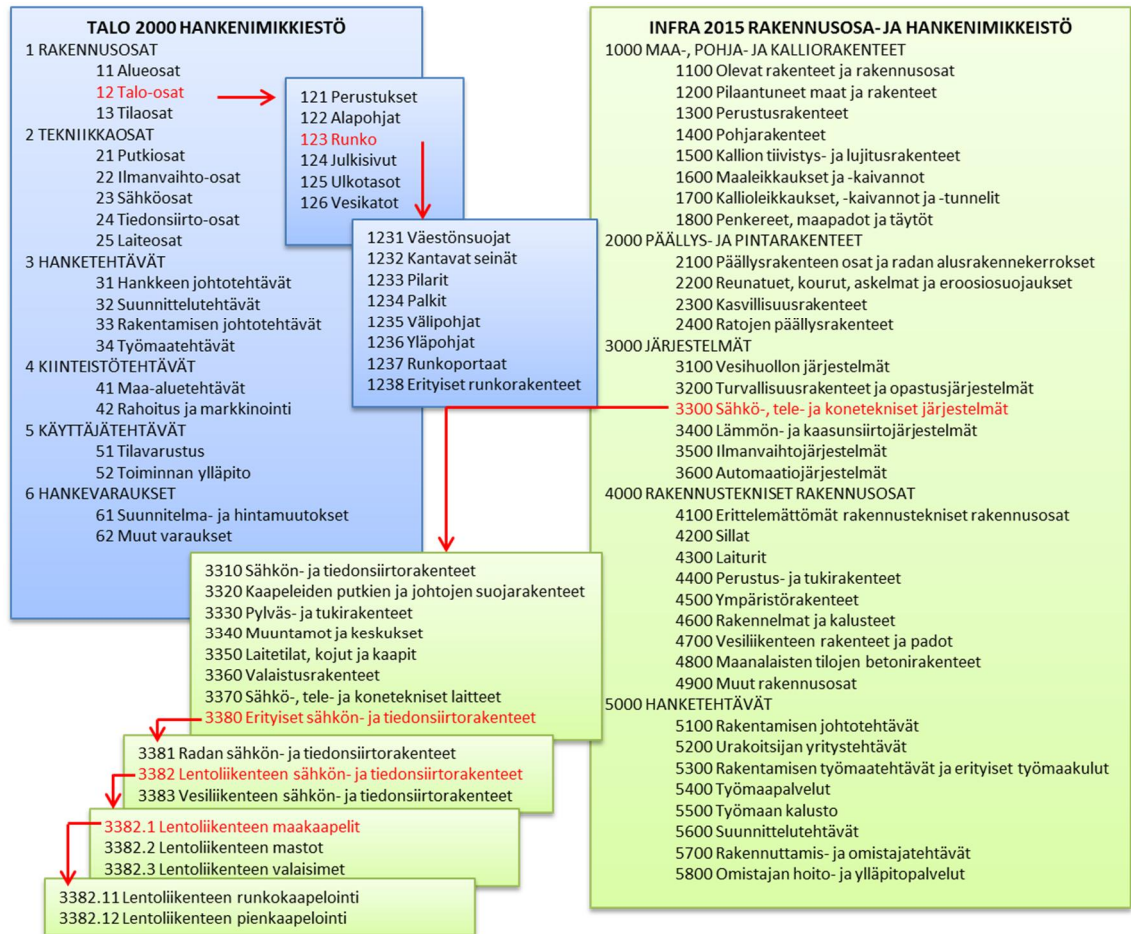 TALO 2000 HANKENIMIKKIESTÖ
1 RAKENNUSOSAT
11 Alueosat
12 Talo-osat
13 Tilaosat
2 TEKNIIKKAOSAT
21 Putkiosat
22 Ilmanvaihto-osat
23 Sähköosat
24 Tiedonsiirto-osat
25 Laiteosat
3 HANKETEHTÄVÄT
31 Hankkeen johtotehtävät
32 Suunnittelutehtävät
33 Rakentamisen johtotehtävät
34 Työmaatehtävät
4 KIINTEISTÖTEHTÄVÄT
41 Maa-aluetehtävät
42 Rahoitus ja markkinointi
5 KÄYTTÄJÄTEHTÄVÄT
51 Tilavarustus
52 Toiminnan ylläpito
6 HANKEVARAUKSET
61 Suunnitelma- ja hintamuutokset
62 Muut varaukset
121 Perustukset
122 Alapohjat
123 Runko
124 Julkisivut
125 Ulkotasot
126 Vesikatot
1231 Väestönsuojat
1232 Kantavat seinät
1233 Pilarit
1234 Palkit
1235 Välipohjat
1236 Yläpohjat
1237 Runkoportaat
1238 Erityiset runkorakenteet
INFRA 2015 RAKENNUSOSA- JA HANKENIMIKKEISTÖ
1000 MAA-, POHJA- JA KALLIORAKENTEET
1100 Olevat rakenteet ja rakennusosat
1200 Pilaantuneet maat ja rakenteet
1300 Perustusrakenteet
1400 Pohjarakenteet
1500 Kallion tiivistys- ja lujitusrakenteet
1600 Maaleikkaukset ja -kaivannot
1700 Kallioleikkaukset, -kaivannot ja -tunnelit
1800 Penkereet, maapadot ja täytöt
2000 PÄÄLLYS- JA PINTARAKENTEET
2100 Päällysrakenteen osat ja radan alusrakennekerrokset
2200 Reunatuet, kourut, askelmat ja eroosiosuojaukset
2300 Kasvillisuusrakenteet
2400 Ratojen päällysrakenteet
3000 JÄRJESTELMÄT
3100 Vesihuollon järjestelmät
3200 Turvallisuusrakenteet ja opastusjärjestelmät
3300 Sähkö-, tele- ja konetekniset järjestelmät
3400 Lämmön- ja kaasunsiirtojärjestelmät
3500 Ilmanvaihtojärjestelmät
3600 Automaatiojärjestelmät
4000 RAKENNUSTEKNISET RAKENNUSOSAT
4100 Erittelemättömät rakennustekniset rakennusosat
4200 Sillat
4300 Laiturit
4400 Perustus- ja tukirakenteet
4500 Ympäristörakenteet
4600 Rakennelmat ja kalusteet
4700 Vesiliikenteen rakenteet ja padot
4800 Maanalaisten tilojen betonirakenteet
4900 Muut rakennusosat
5000 HANKETEHTÄVÄT
5100 Rakentamisen johtotehtävät
5200 Urakoitsijan yritystehtävät
5300 Rakentamisen työmaatehtävät ja erityiset työmaakulut
5400 Työmaapalvelut
5500 Työmaan kalusto
5600 Suunnittelutehtävät
5700 Rakennuttamis- ja omistajatehtävät
5800 Omistajan hoito- ja ylläpitopalvelut
3310 Sähkön- ja tiedonsiirtorakenteet
3320 Kaapeleiden putkien ja johtojen suojarakenteet
3330 Pylväs- ja tukirakenteet
3340 Muuntamot ja keskukset
3350 Laitetilat, kojut ja kaapit
3360 Valaistusrakenteet
3370 Sähkö-, tele- ja konetekniset laitteet
3380 Erityiset sähkön- ja tiedonsiirtorakenteet
3381 Radan sähkön- ja tiedonsiirtorakenteet
3382 Lentoliikenteen sähkön- ja tiedonsiirtorakenteet
3383 Vesiliikenteen sähkön- ja tiedonsiirtorakenteet
3382.1 Lentoliikenteen maakaapelit
3382.2 Lentoliikenteen mastot
3382.3 Lentoliikenteen valaisimet
3382.11 Lentoliikenteen runkokaapelointi
3382.12 Lentoliikenteen pienkaapelointi